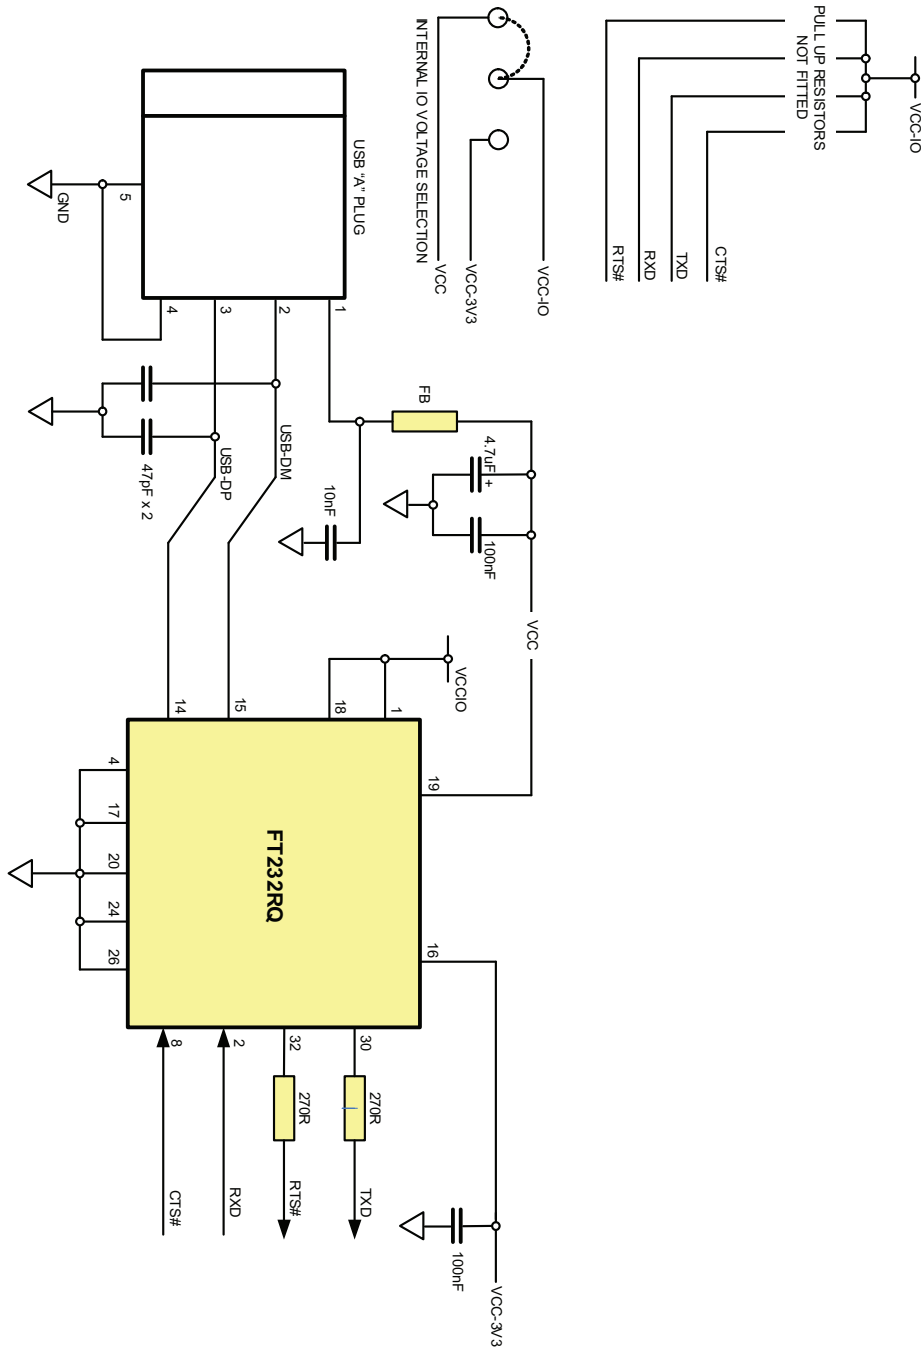 VCC-IO
PULL UP RESISTORS
NOT FITTED
CTS#
TXD
RXD
RTS#
VCC-IO
VCC-3V3
VCC
INTERNAL IO VOLTAGE SELECTION
USB "A" PLUG
1
2
3
4
5
GND
FB
4.7uF +
100nF
10nF
USB-DM
USB-DP
47pF x 2
VCC
VCCIO
FT232RQ
19
16
1
18
15
14
4
17
20
24
26
30
32
2
8
270R
270R
TXD
RTS#
RXD
CTS#
100nF
VCC-3V3